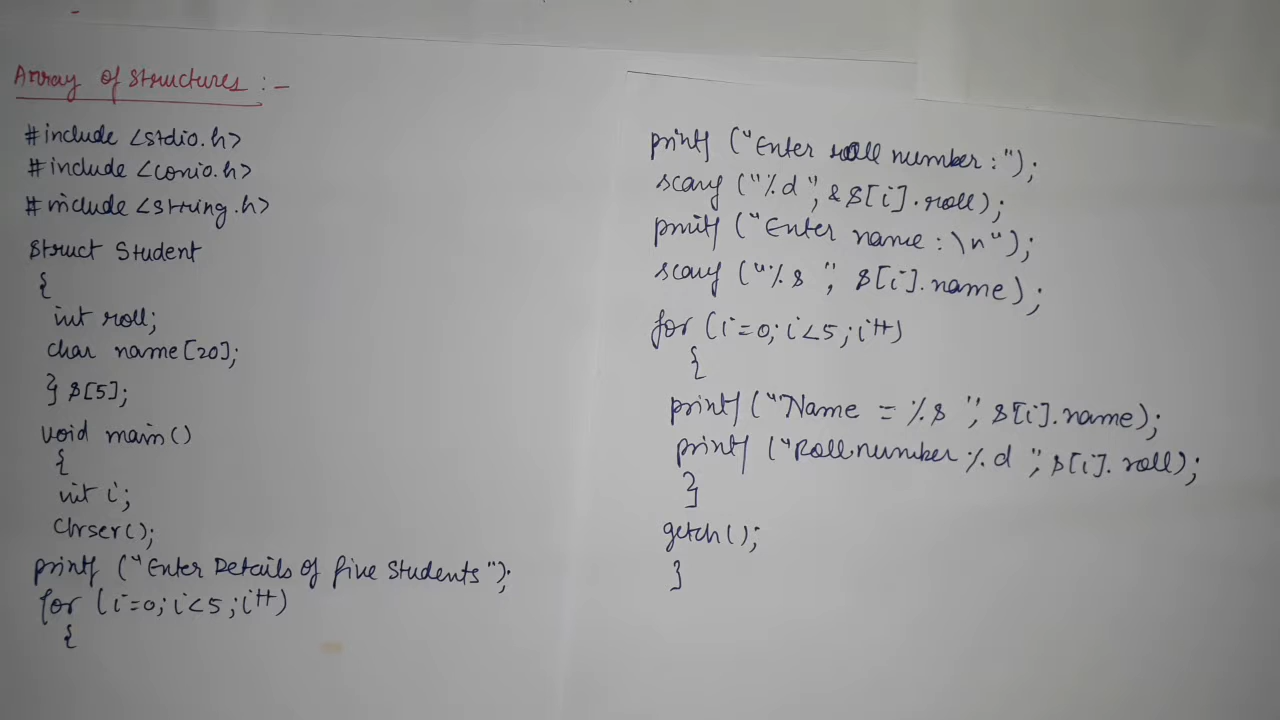 Array of structures :-
#include <stdio.h>
#include <conio.h>
#include <string.h>
struct Student
{
int roll;
char name[20];
} s[5];
void main()
{
int i;
clrscr();
printf ("Enter Details of five students");
for (i=0; i<5; i++)
{
printf ("Enter roll number :");
scanf ("%d", & s[i].roll);
printf ("Enter name : \n");
scanf ("%s ", s[i].name);
for (i=0; i<5; i++)
{
printf ("Name = %s ", s[i].name);
printf ("Roll number %d ", s[i]. roll);
}
getch();
}